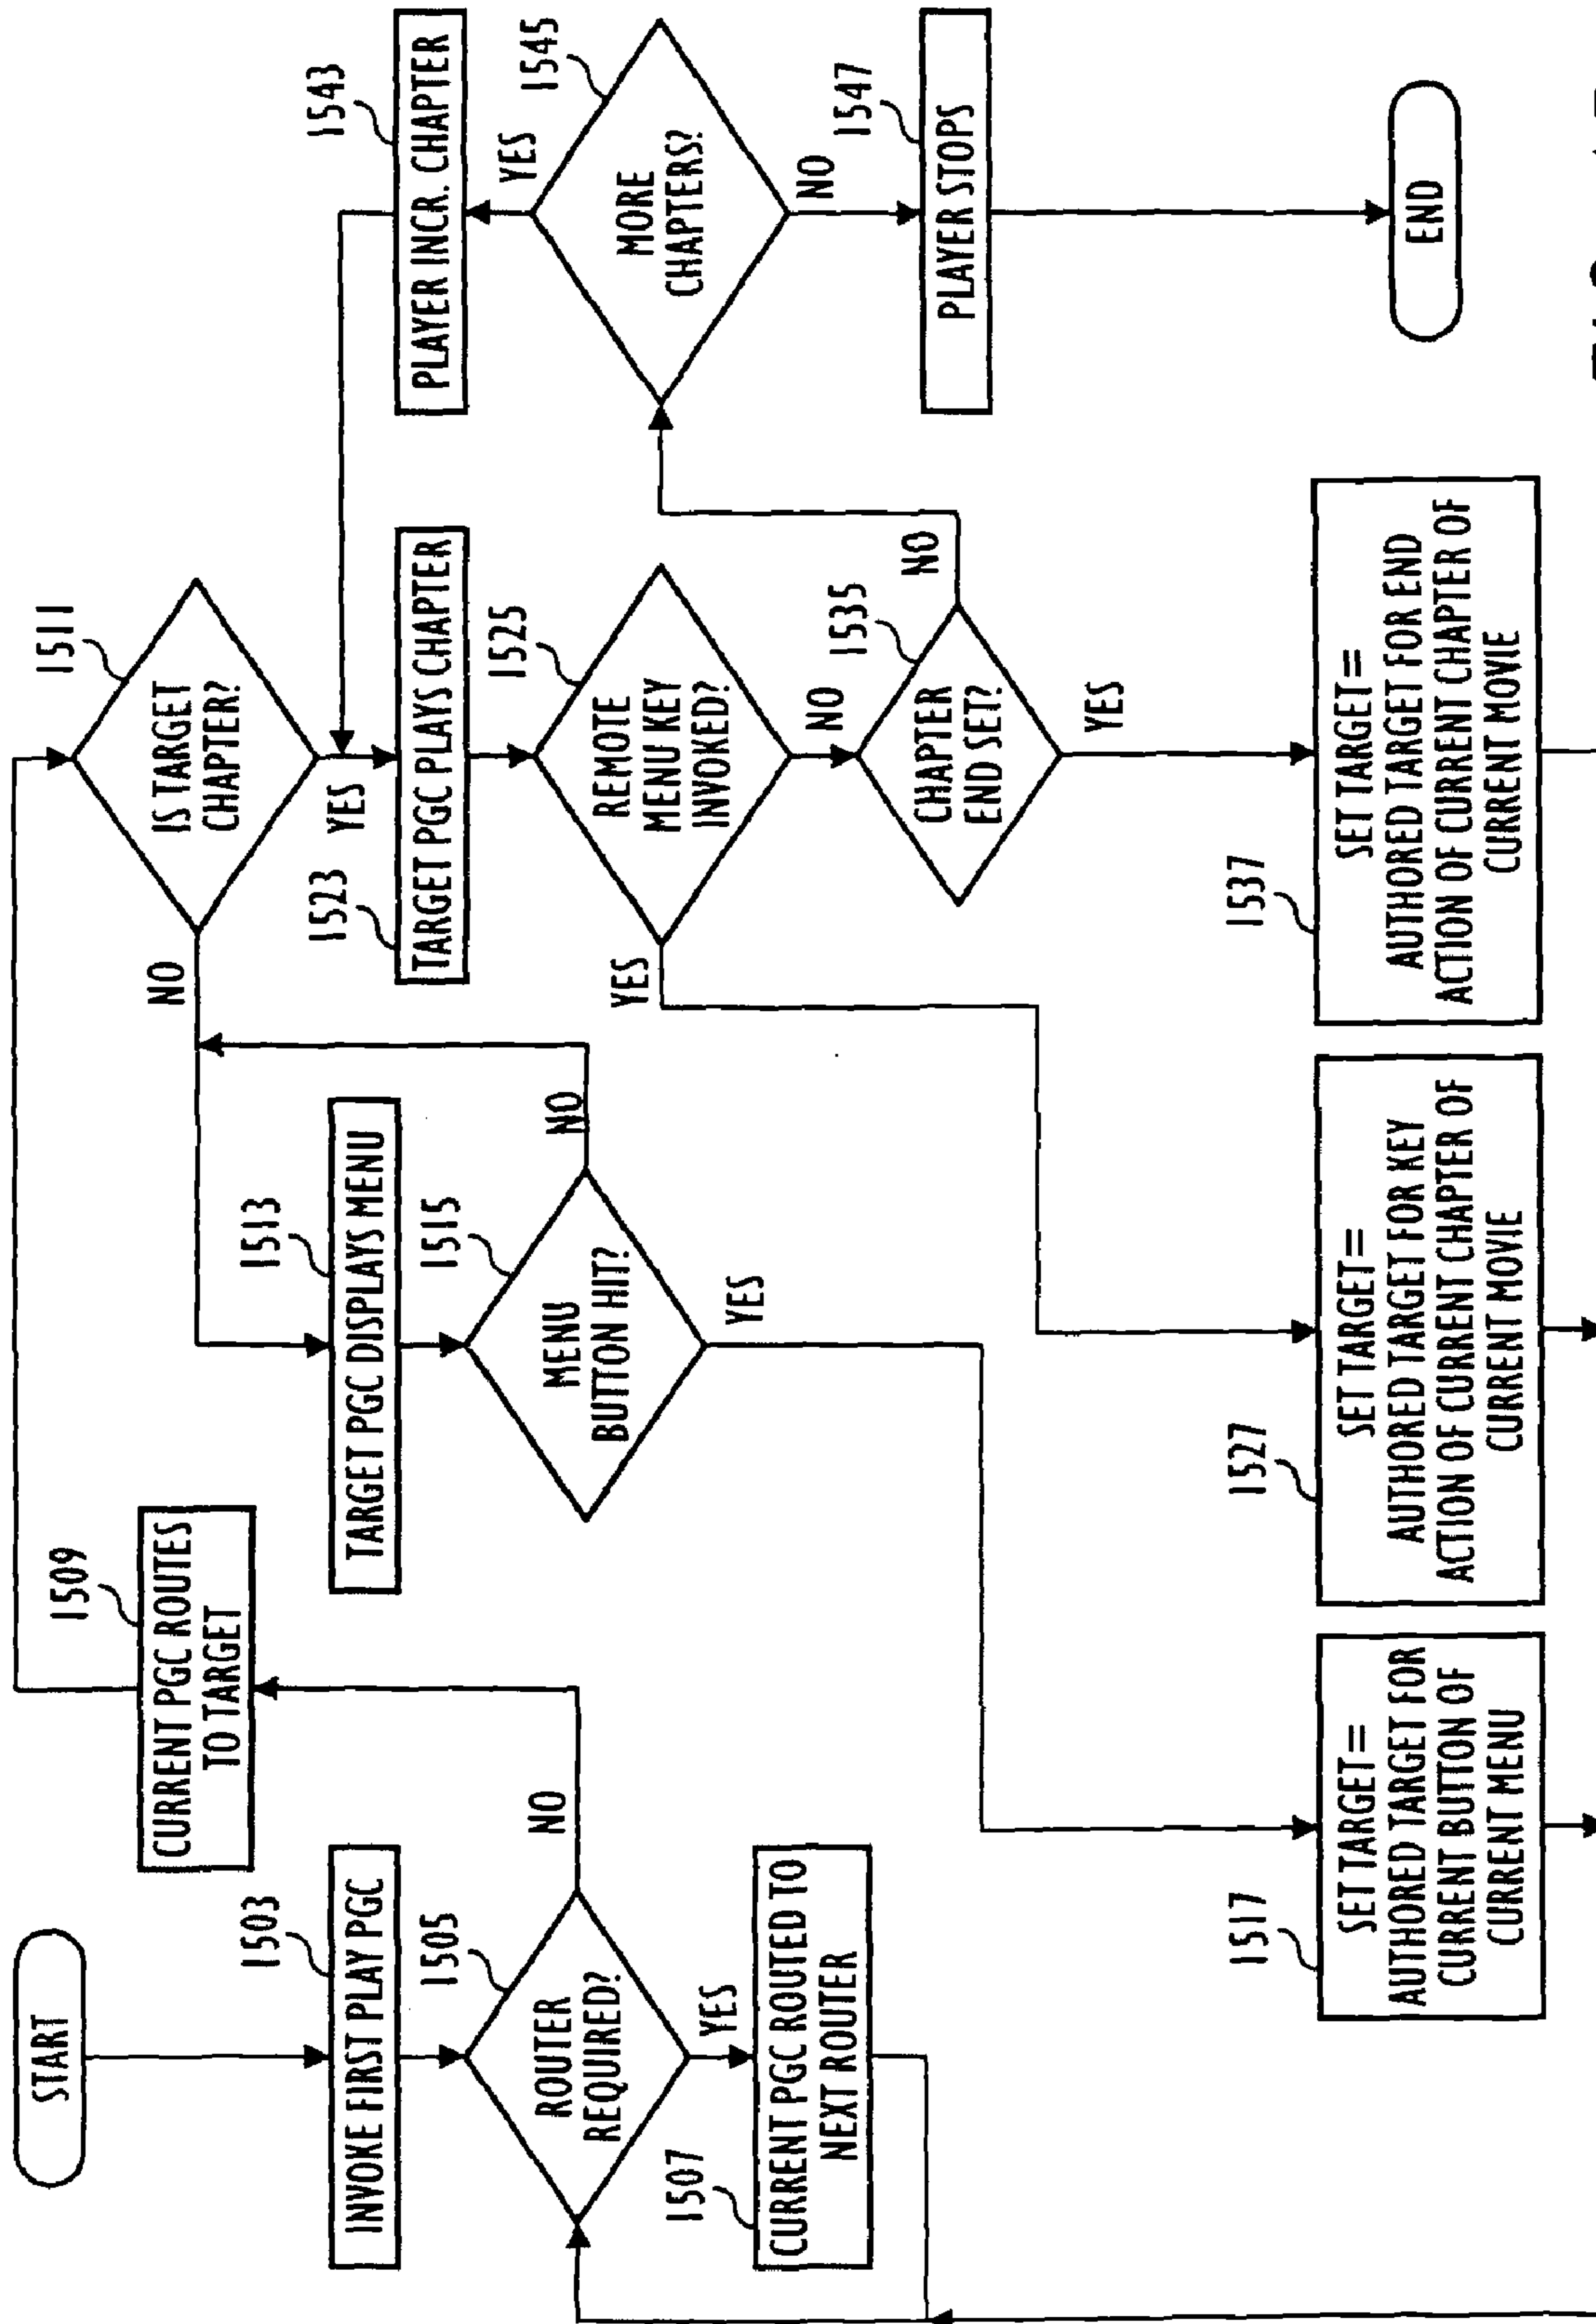 START
1503
INVOKE FIRST PLAY PGC
1505
ROUTER
REQUIRED?
YES
NO
1507
CURRENT PGC ROUTED TO
NEXT ROUTER
1509
CURRENT PGC ROUTES
TO TARGET
1511
IS TARGET
CHAPTER?
NO
YES
1513
TARGET PGC DISPLAYS MENU
1515
MENU
BUTTON HIT?
NO
YES
1517
SET TARGET=
AUTHORED TARGET FOR
CURRENT BUTTON OF
CURRENT MENU
1523
TARGET PGC PLAYS CHAPTER
1525
REMOTE
MENU KEY
INVOKED?
YES
NO
1527
SET TARGET=
AUTHORED TARGET FOR KEY
ACTION OF CURRENT CHAPTER OF
CURRENT MOVIE
1535
CHAPTER
END SET?
NO
YES
1537
SET TARGET=
AUTHORED TARGET FOR END
ACTION OF CURRENT CHAPTER OF
CURRENT MOVIE
1543
PLAYER INCR. CHAPTER
1545
MORE
CHAPTERS?
YES
NO
1547
PLAYER STOPS
END